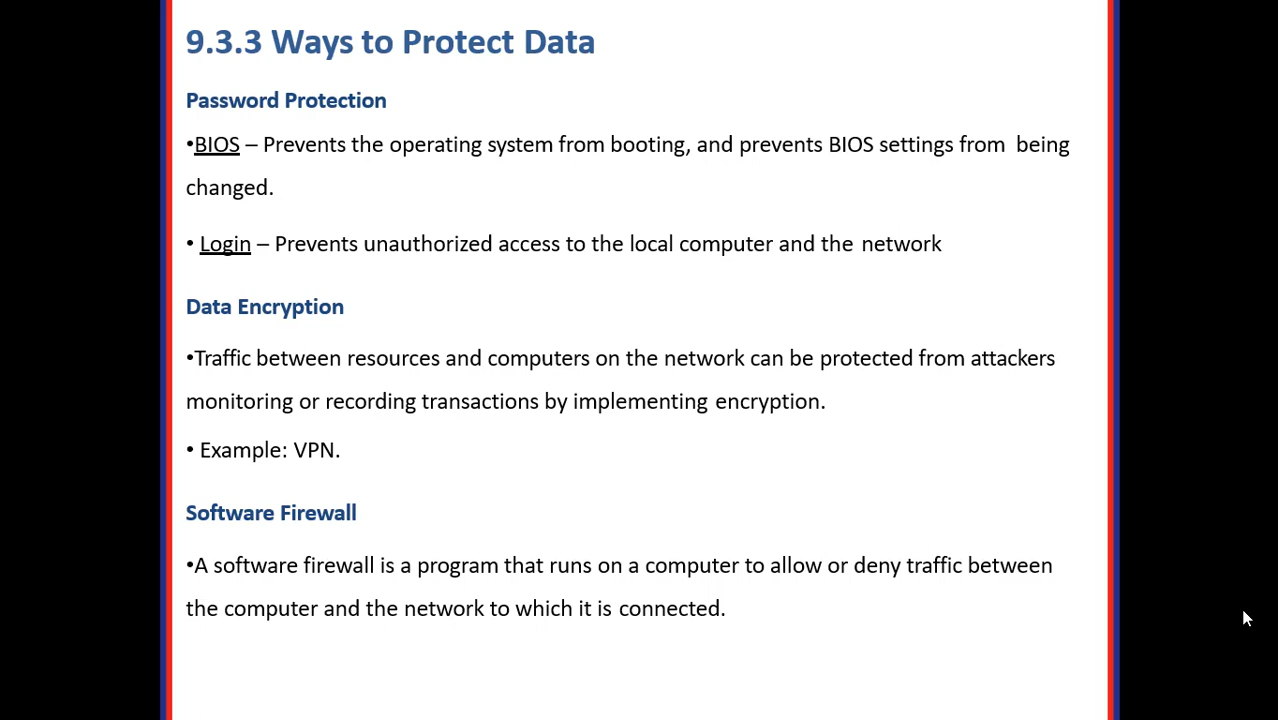 9.3.3 Ways to Protect Data
Password Protection
•BIOS – Prevents the operating system from booting, and prevents BIOS settings from being
changed.
• Login – Prevents unauthorized access to the local computer and the network
Data Encryption
•Traffic between resources and computers on the network can be protected from attackers
monitoring or recording transactions by implementing encryption.
• Example: VPN.
Software Firewall
•A software firewall is a program that runs on a computer to allow or deny traffic between
the computer and the network to which it is connected.